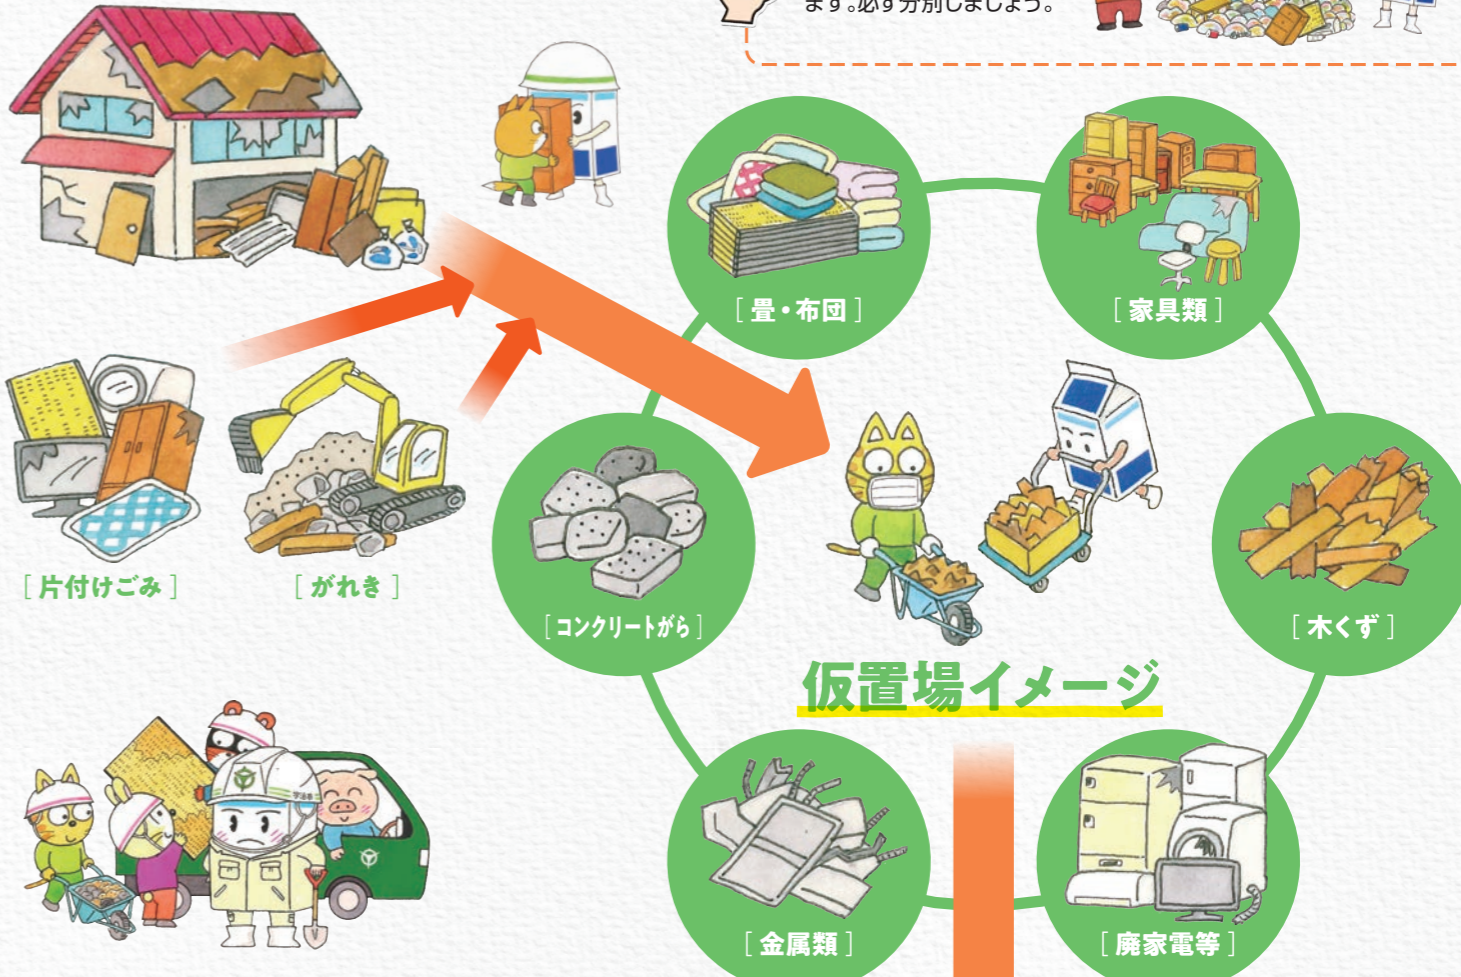 ます。必ず分別しましょう。
[ 畳・布団 ]
[ 家具類 ]
[ 片付けごみ ]
[ がれき ]
[ コンクリートがら ]
[ 木くず ]
仮置場イメージ
[ 金属類 ]
[ 廃家電等 ]